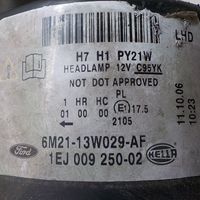 H7 H1 PY21W
HEADLAMP 12V C95YK
NOT DOT APPROVED
PL
1 HR HC E1 17.5
01 00 00
2105
Ford 6M21-13W029-AF
1EJ 009 250-02 HELLA
LHD
11.10.06
10:23